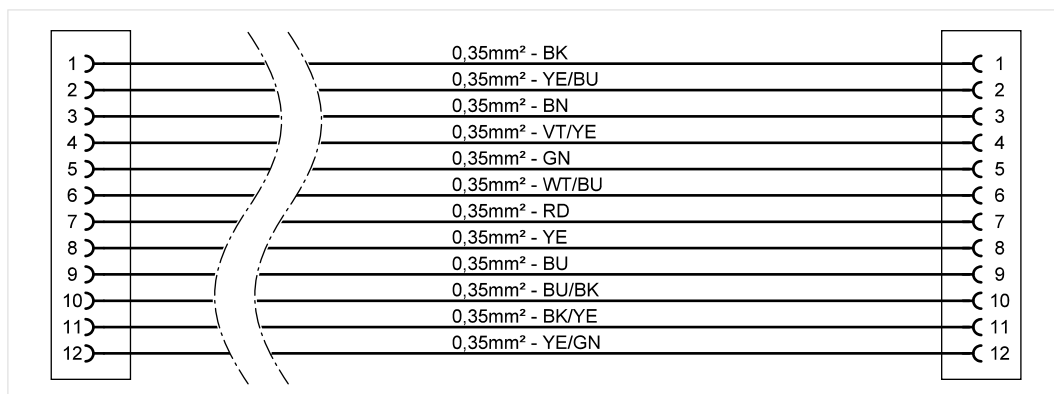 0,35mm² - BK
1 1
0,35mm² - YE/BU
2 2
0,35mm² - BN
3 3
0,35mm² - VT/YE
4 4
0,35mm² - GN
5 5
0,35mm² - WT/BU
6 6
0,35mm² - RD
7 7
0,35mm² - YE
8 8
0,35mm² - BU
9 9
0,35mm² - BU/BK
10 10
0,35mm² - BK/YE
11 11
0,35mm² - YE/GN
12 12